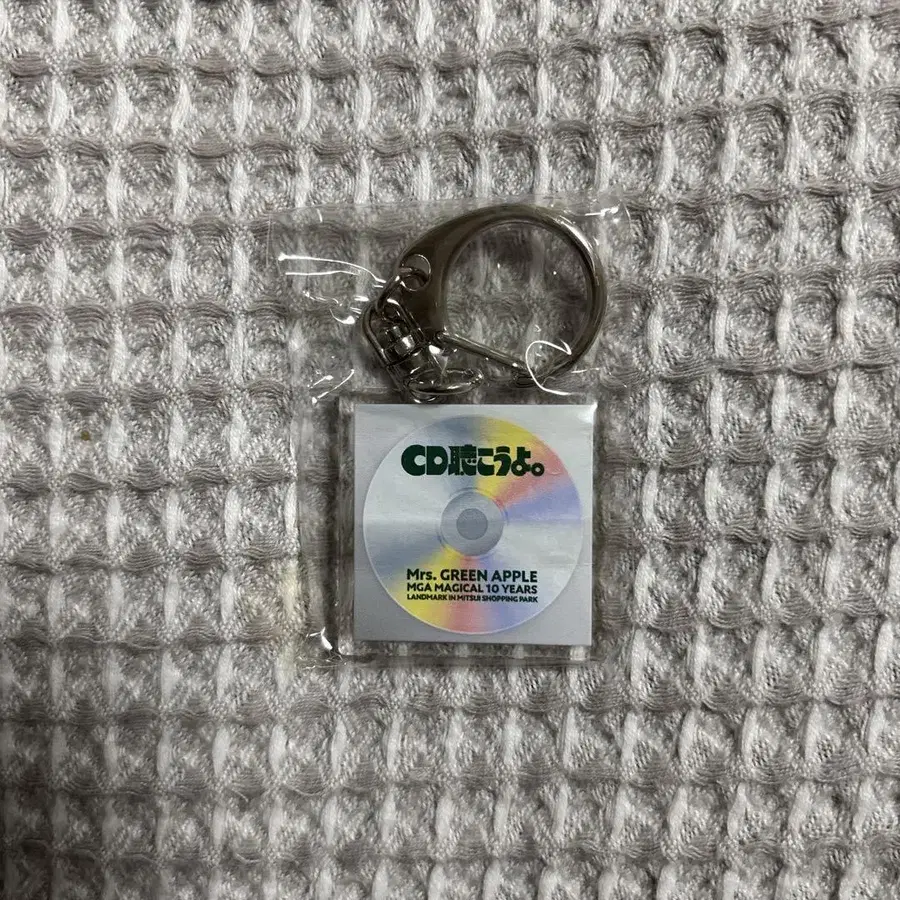 CD聴こうよ。
Mrs. GREEN APPLE
MGA MAGICAL 10 YEARS
LANDMARK IN MITSUI SHOPPING PARK